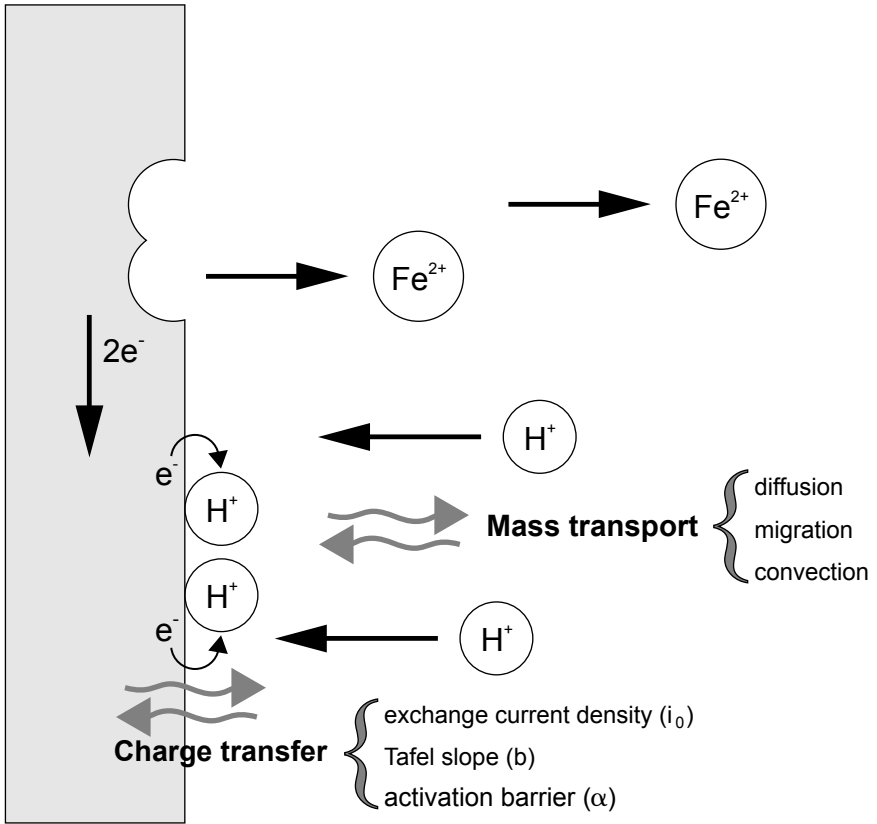 Fe²⁺
Fe²⁺
2e⁻
H⁺
e⁻
H⁺
diffusion
Mass transport
migration
convection
H⁺
e⁻
H⁺
exchange current density (i₀)
Charge transfer
Tafel slope (b)
activation barrier (α)